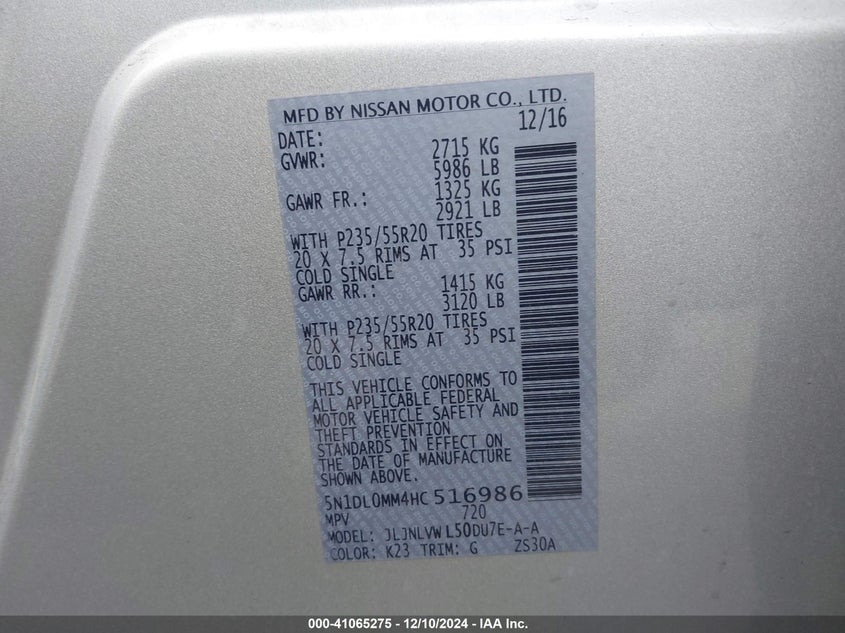 MFD BY NISSAN MOTOR CO., LTD.
DATE: 12/16
GVWR: 2715 KG
5986 LB
GAWR FR.: 1325 KG
2921 LB
WITH P235/55R20 TIRES
20 X 7.5 RIMS AT 35 PSI
COLD SINGLE
GAWR RR.: 1415 KG
3120 LB
WITH P235/55R20 TIRES
20 X 7.5 RIMS AT 35 PSI
COLD SINGLE
THIS VEHICLE CONFORMS TO
ALL APPLICABLE FEDERAL
MOTOR VEHICLE SAFETY AND
THEFT PREVENTION
STANDARDS IN EFFECT ON
THE DATE OF MANUFACTURE
SHOWN ABOVE.
5N1DL0MM4HC 516986
MPV 720
MODEL: JLJNLVW L50DU7E-A-A
COLOR: K23 TRIM: G ZS30A
000-41065275 - 12/10/2024 - IAA Inc.